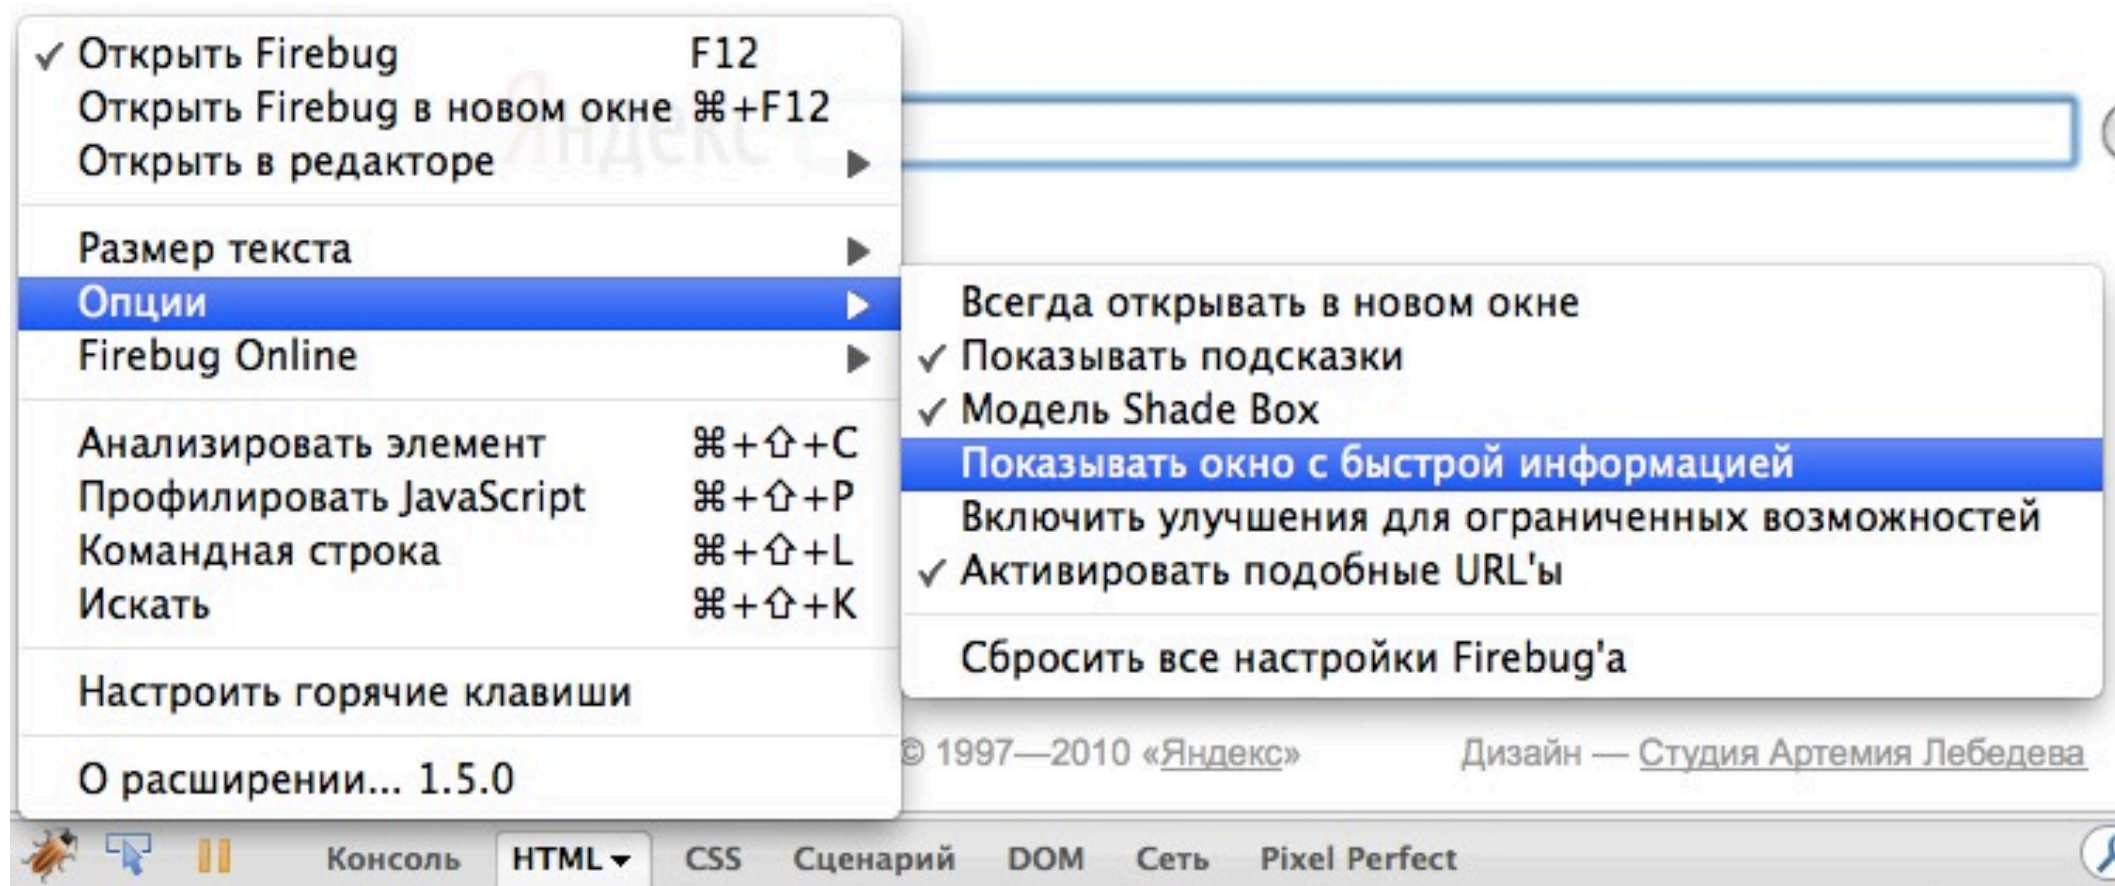 ✓ Открыть Firebug F12
Открыть Firebug в новом окне ⌘+F12
Открыть в редакторе ▶
Размер текста ▶
Опции ▶
Firebug Online ▶
Анализировать элемент ⌘+⇧+C
Профилировать JavaScript ⌘+⇧+P
Командная строка ⌘+⇧+L
Искать ⌘+⇧+K
Настроить горячие клавиши
О расширении... 1.5.0
Яндекс
Всегда открывать в новом окне
✓ Показывать подсказки
✓ Модель Shade Box
Показывать окно с быстрой информацией
Включить улучшения для ограниченных возможностей
✓ Активировать подобные URL'ы
Сбросить все настройки Firebug'а
© 1997—2010 «Яндекс» Дизайн — Студия Артемия Лебедева
Консоль HTML CSS Сценарий DOM Сеть Pixel Perfect